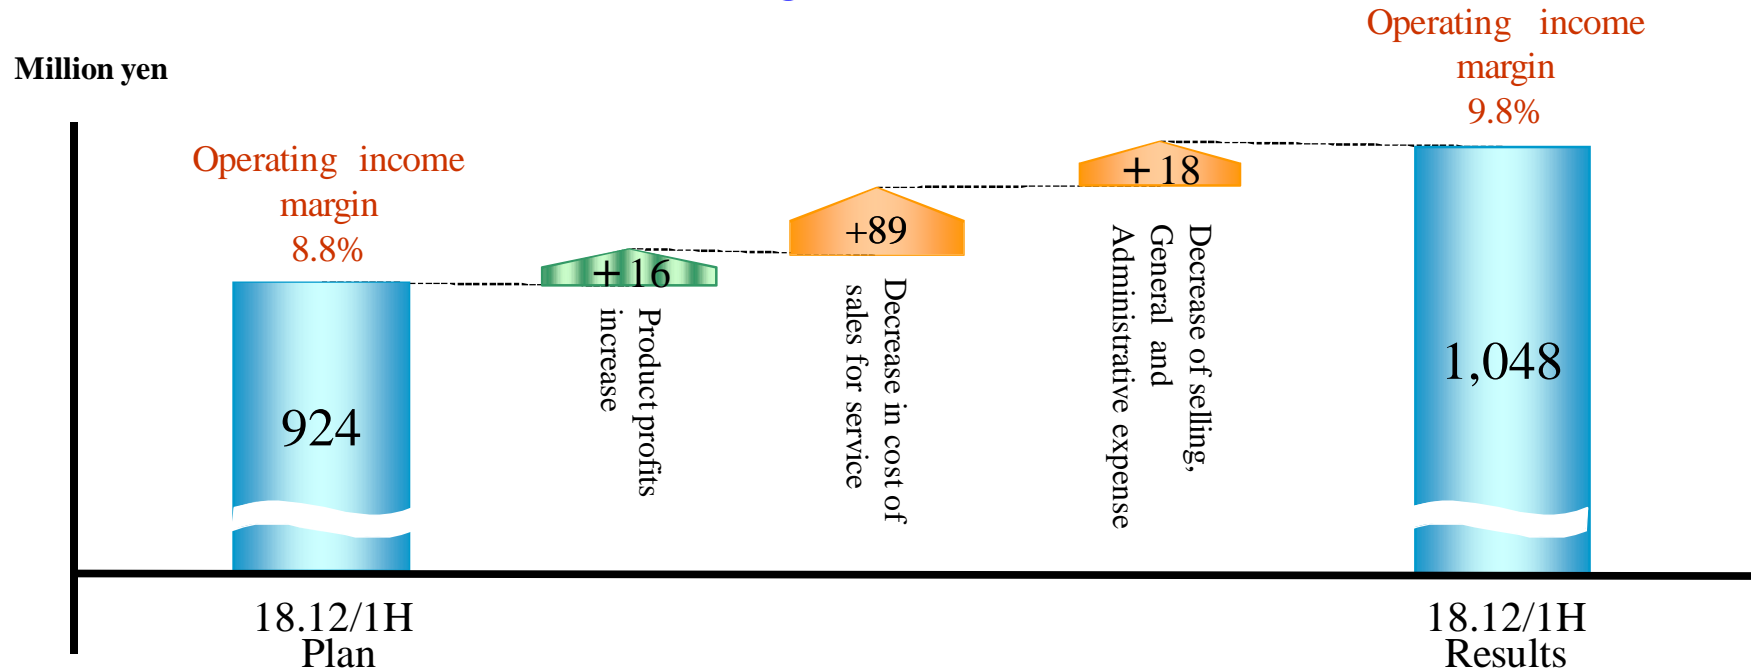 Million yen
Operating income
margin
8.8%
Operating income
margin
9.8%
924
+16
Product profits
increase
+89
Decrease in cost of
sales for service
+18
Decrease of selling,
General and
Administrative expense
1,048
18.12/1H
Plan
18.12/1H
Results